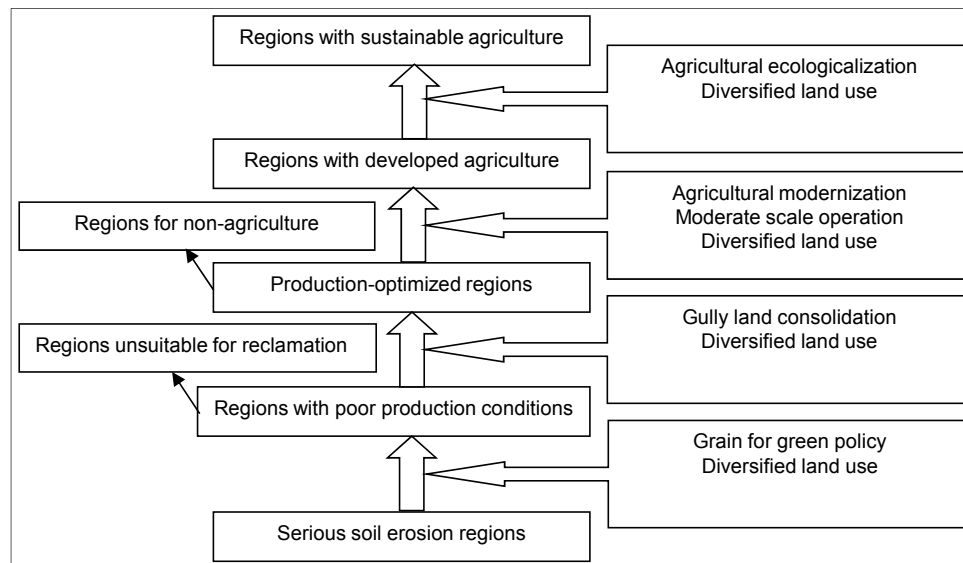 Regions with sustainable agriculture
Agricultural ecologicalization
Diversified land use
Regions with developed agriculture
Agricultural modernization
Moderate scale operation
Diversified land use
Regions for non-agriculture
Production-optimized regions
Gully land consolidation
Diversified land use
Regions unsuitable for reclamation
Regions with poor production conditions
Grain for green policy
Diversified land use
Serious soil erosion regions